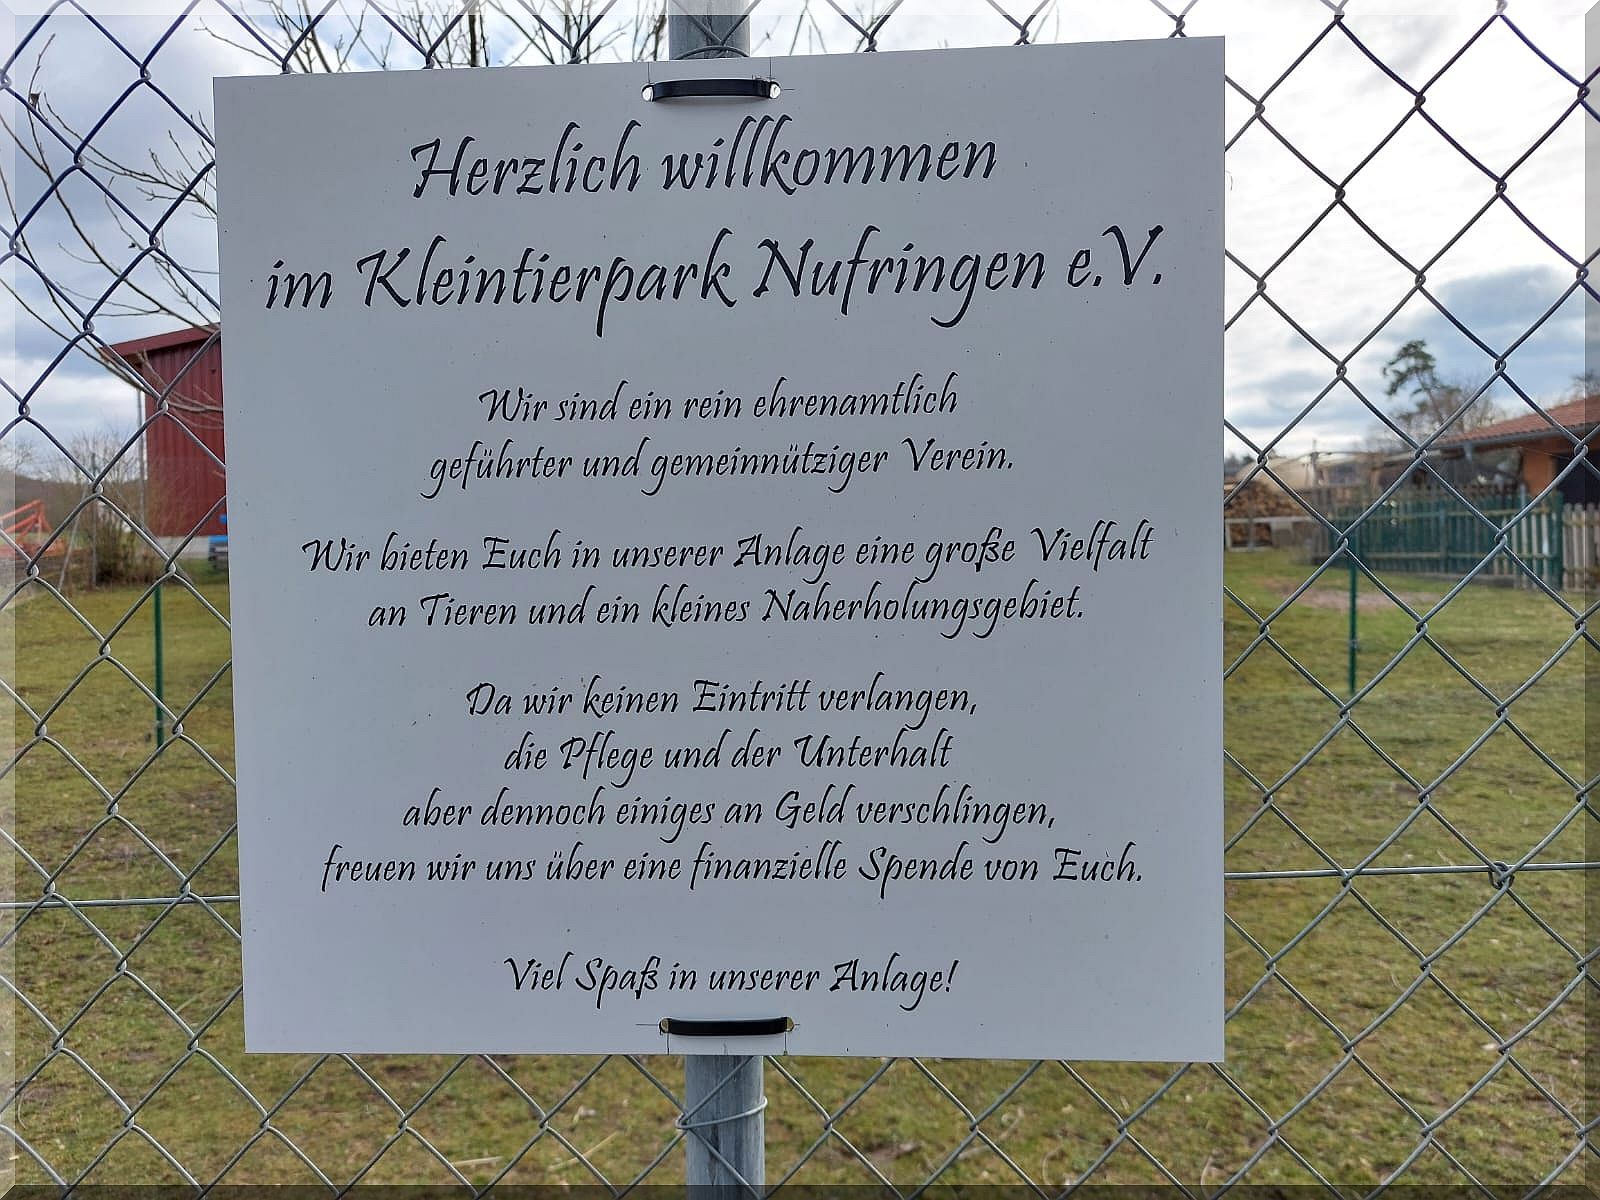 Herzlich willkommen
im Kleintierpark Nufringen e.V.
Wir sind ein rein ehrenamtlich
geführter und gemeinnütziger Verein.
Wir bieten Euch in unserer Anlage eine große Vielfalt
an Tieren und ein kleines Naherholungsgebiet.
Da wir keinen Eintritt verlangen,
die Pflege und der Unterhalt
aber dennoch einiges an Geld verschlingen,
freuen wir uns über eine finanzielle Spende von Euch.
Viel Spaß in unserer Anlage!